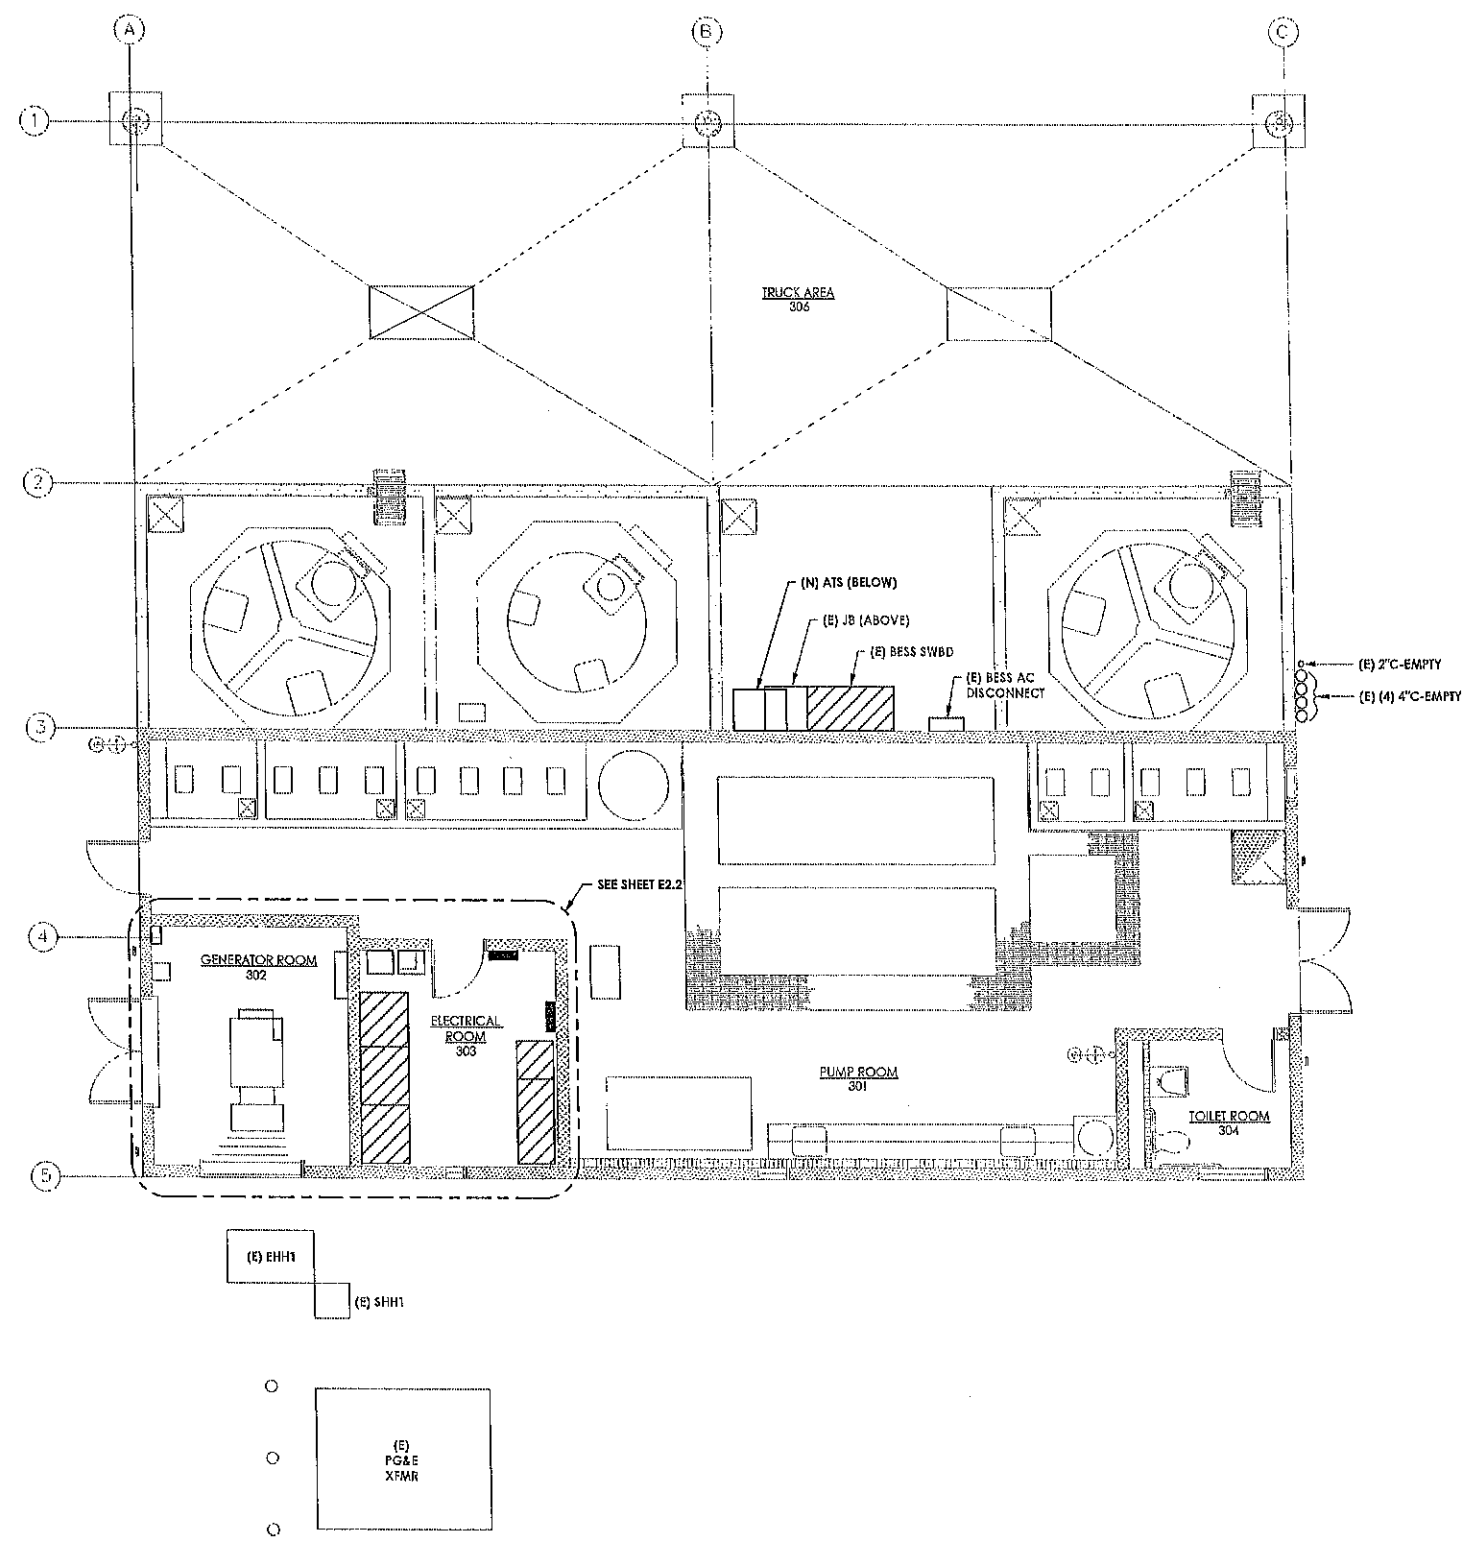 A
B
C
1
TRUCK AREA
306
2
(N) ATS (BELOW)
(E) JB (ABOVE)
(E) BESS SWBD
(E) BESS AC
DISCONNECT
(E) 2"C-EMPTY
(E) (4) 4"C-EMPTY
3
SEE SHEET E2.2
4
GENERATOR ROOM
302
ELECTRICAL
ROOM
303
PUMP ROOM
301
TOILET ROOM
304
5
(E) EHH1
(E) SHH1
(E)
PG&E
XFMR